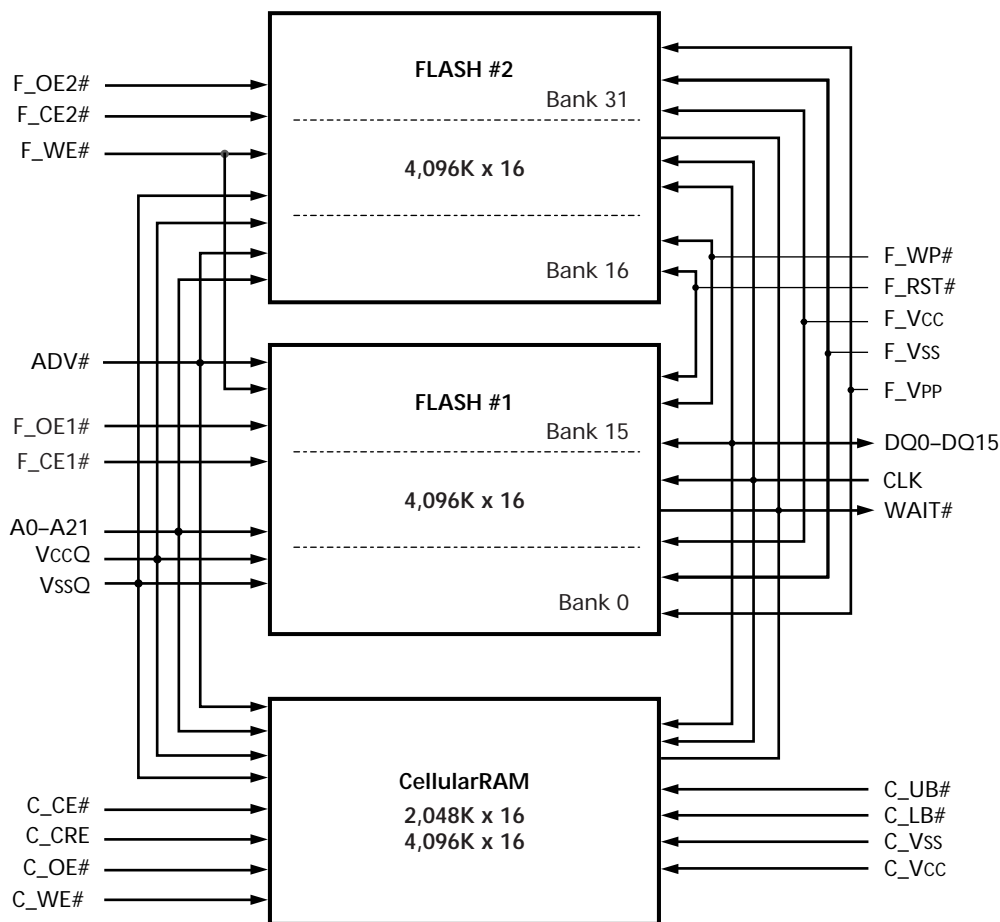 FLASH #2
Bank 31
4,096K x 16
Bank 16
F_OE2#
F_CE2#
F_WE#
ADV#
F_OE1#
F_CE1#
A0–A21
VCCQ
VSSQ
FLASH #1
Bank 15
4,096K x 16
Bank 0
F_WP#
F_RST#
F_VCC
F_VSS
F_VPP
DQ0–DQ15
CLK
WAIT#
CellularRAM
2,048K x 16
4,096K x 16
C_CE#
C_CRE
C_OE#
C_WE#
C_UB#
C_LB#
C_VSS
C_VCC